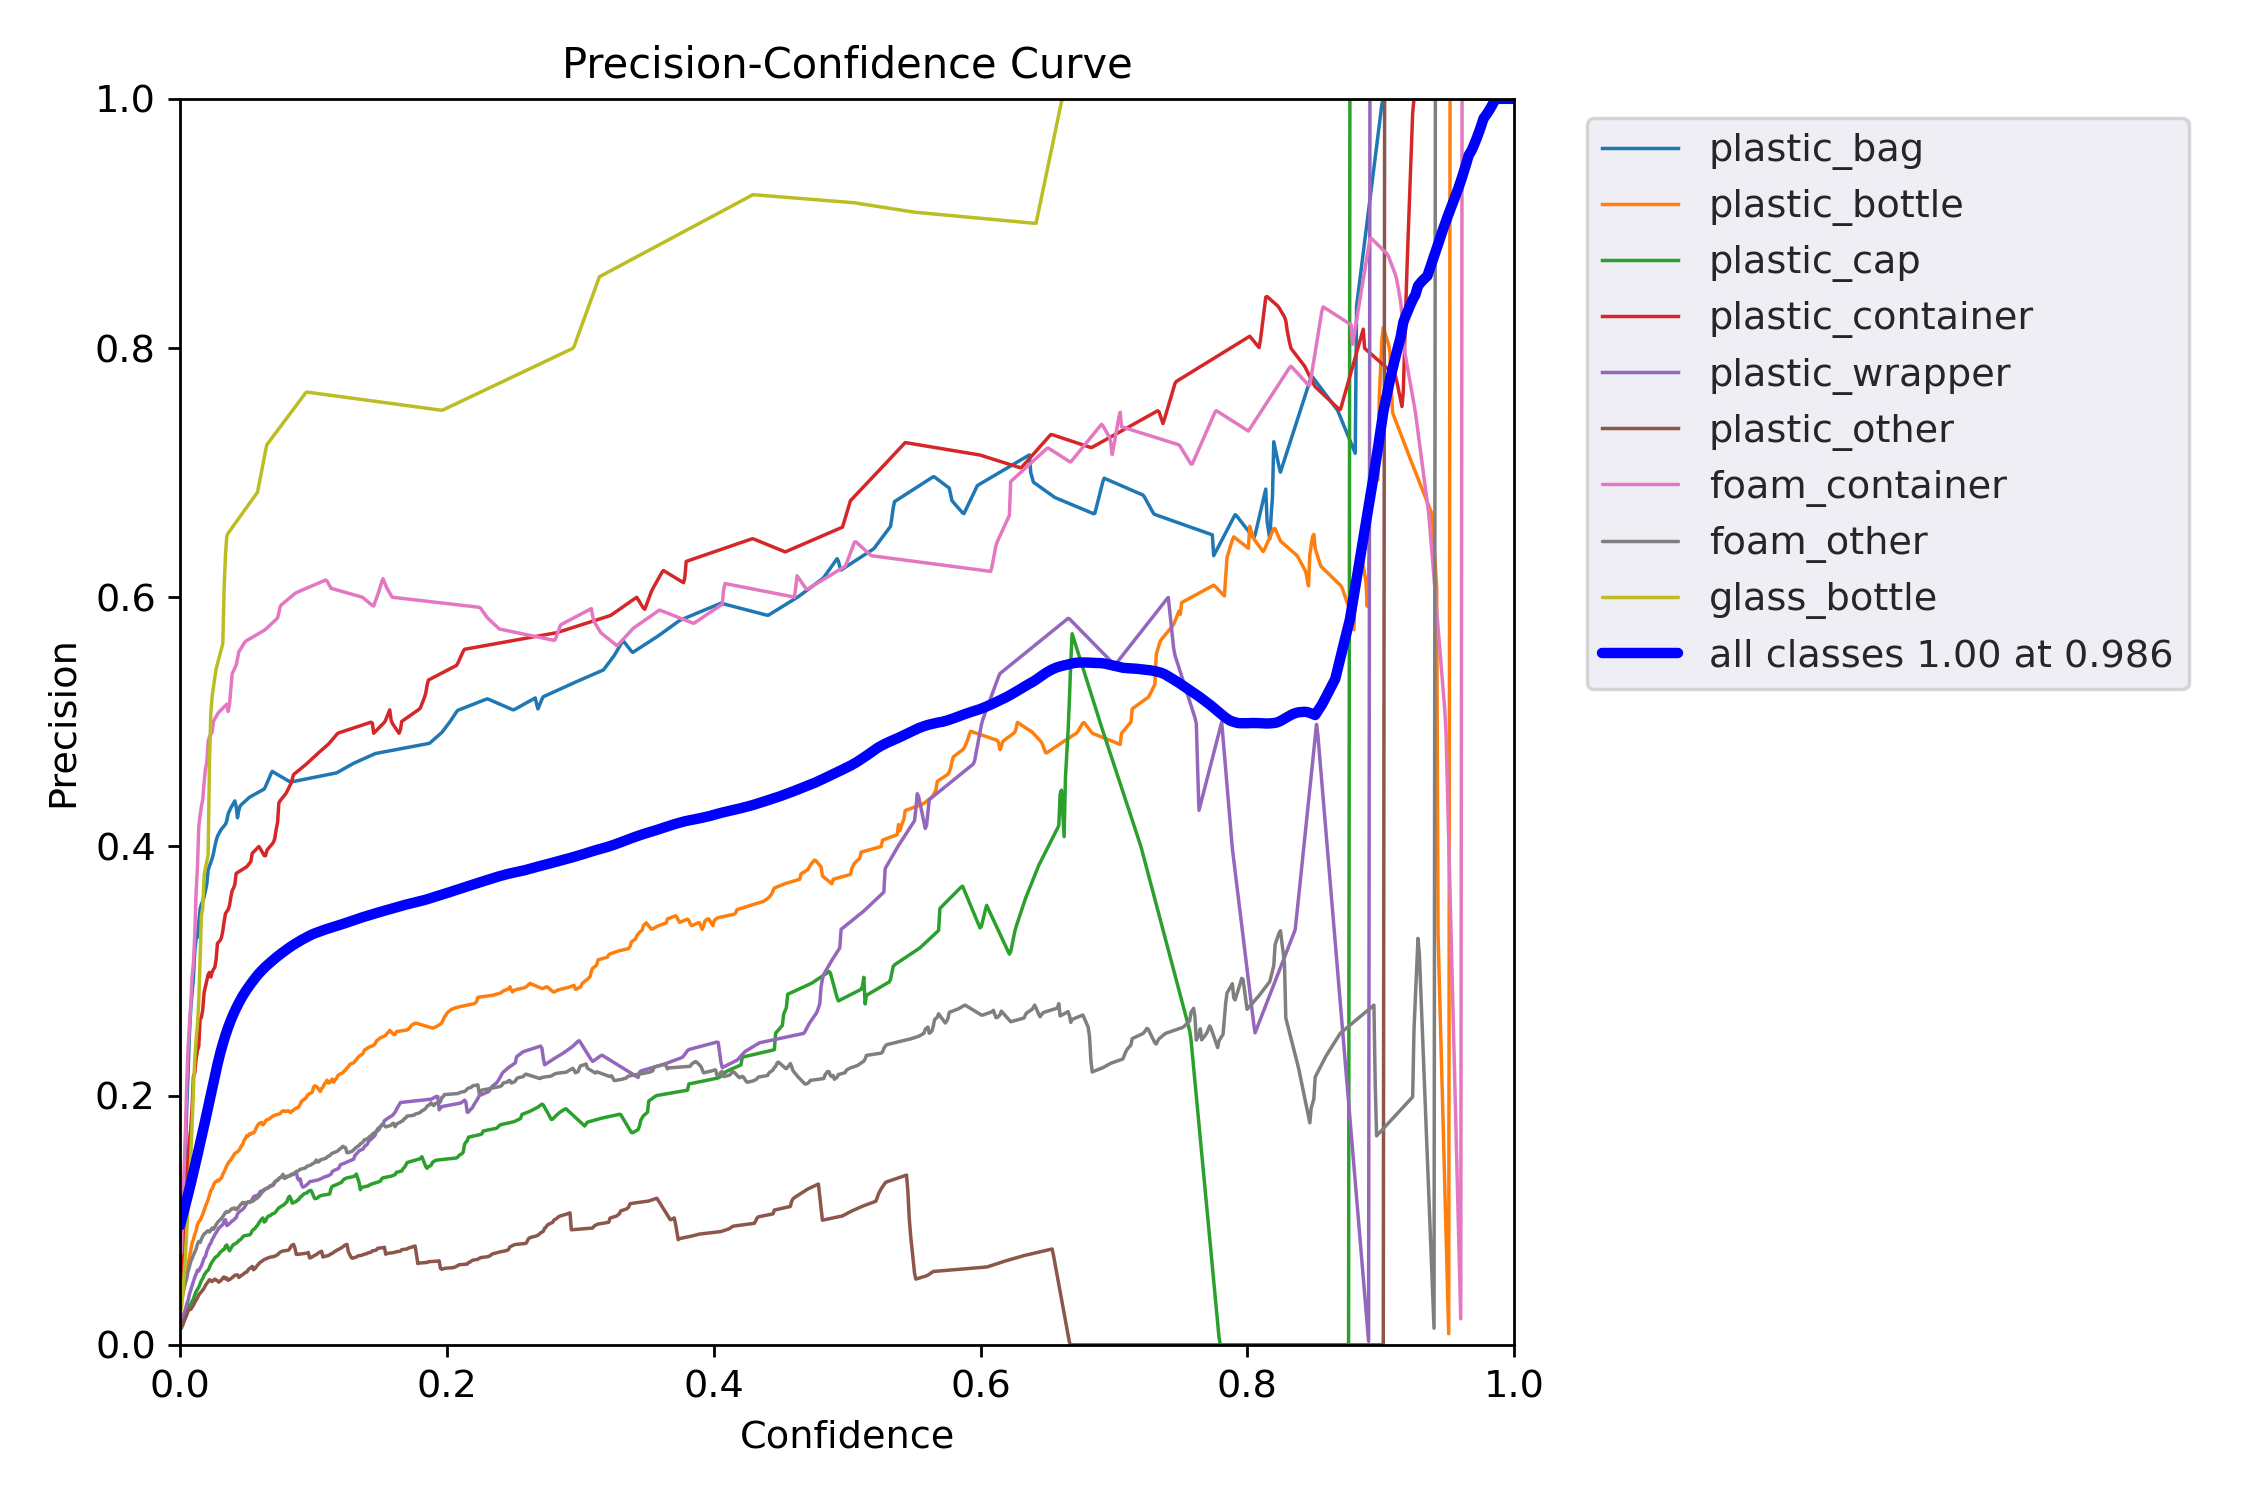 Precision-Confidence Curve
1.0
0.8
0.6
0.4
0.2
0.0
Precision
0.0 0.2 0.4 0.6 0.8 1.0
Confidence
plastic_bag
plastic_bottle
plastic_cap
plastic_container
plastic_wrapper
plastic_other
foam_container
foam_other
glass_bottle
all classes 1.00 at 0.986